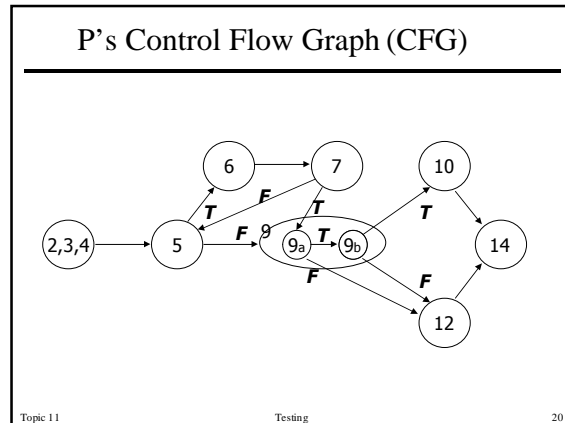 P's Control Flow Graph (CFG)
6
7
10
F
T
T
T
2,3,4
5
F
9
9a
T
9b
14
F
F
12
Topic 11
Testing
20